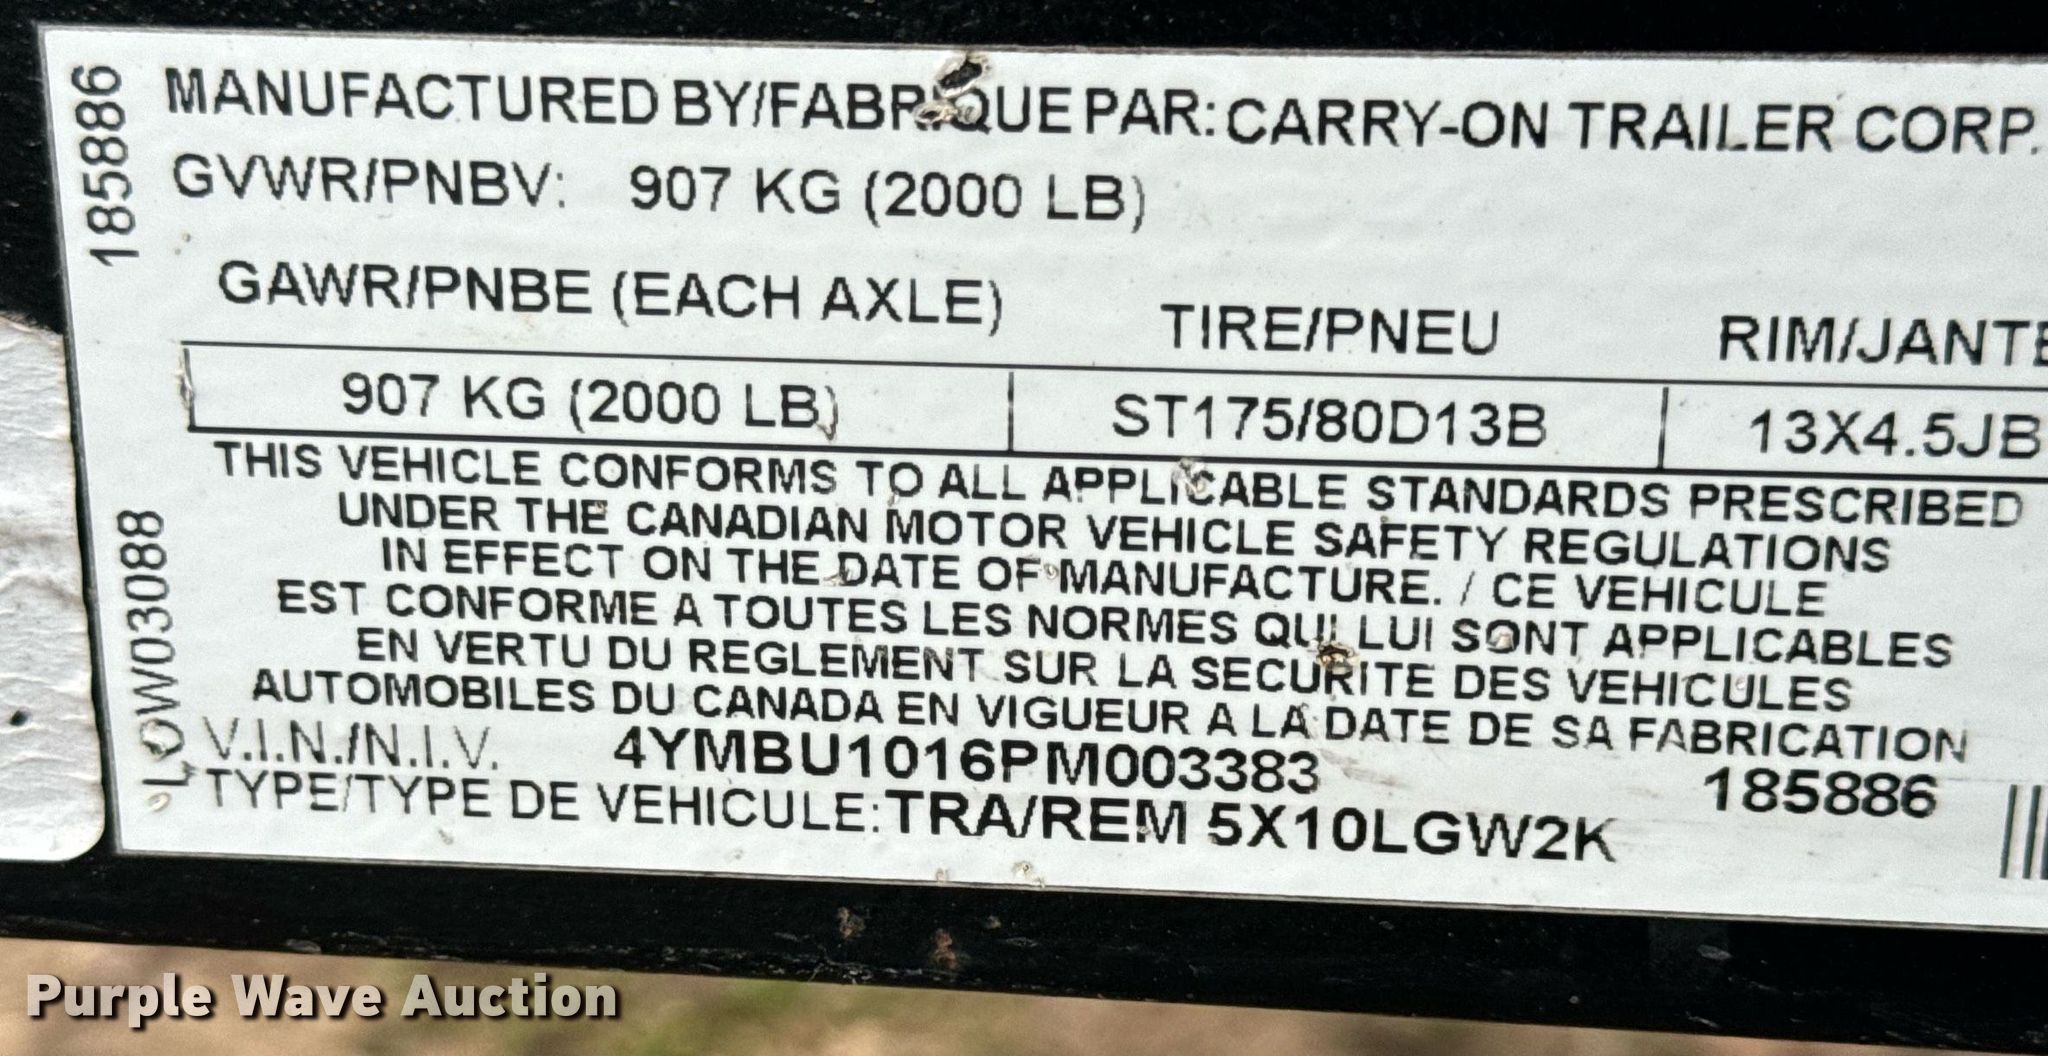 185886
MANUFACTURED BY/FABRIQUE PAR: CARRY-ON TRAILER CORP.
GVWR/PNBV: 907 KG (2000 LB)
GAWR/PNBE (EACH AXLE) TIRE/PNEU RIM/JANTE
907 KG (2000 LB) ST175/80D13B 13X4.5JB
THIS VEHICLE CONFORMS TO ALL APPLICABLE STANDARDS PRESCRIBED
UNDER THE CANADIAN MOTOR VEHICLE SAFETY REGULATIONS
IN EFFECT ON THE DATE OF MANUFACTURE. / CE VEHICULE
EST CONFORME A TOUTES LES NORMES QUI LUI SONT APPLICABLES
EN VERTU DU REGLEMENT SUR LA SECURITE DES VEHICULES
AUTOMOBILES DU CANADA EN VIGUEUR A LA DATE DE SA FABRICATION
LOW03088
V.I.N./N.I.V. 4YMBU1016PM003383 185886
TYPE/TYPE DE VEHICULE: TRA/REM 5X10LGW2K
Purple Wave Auction